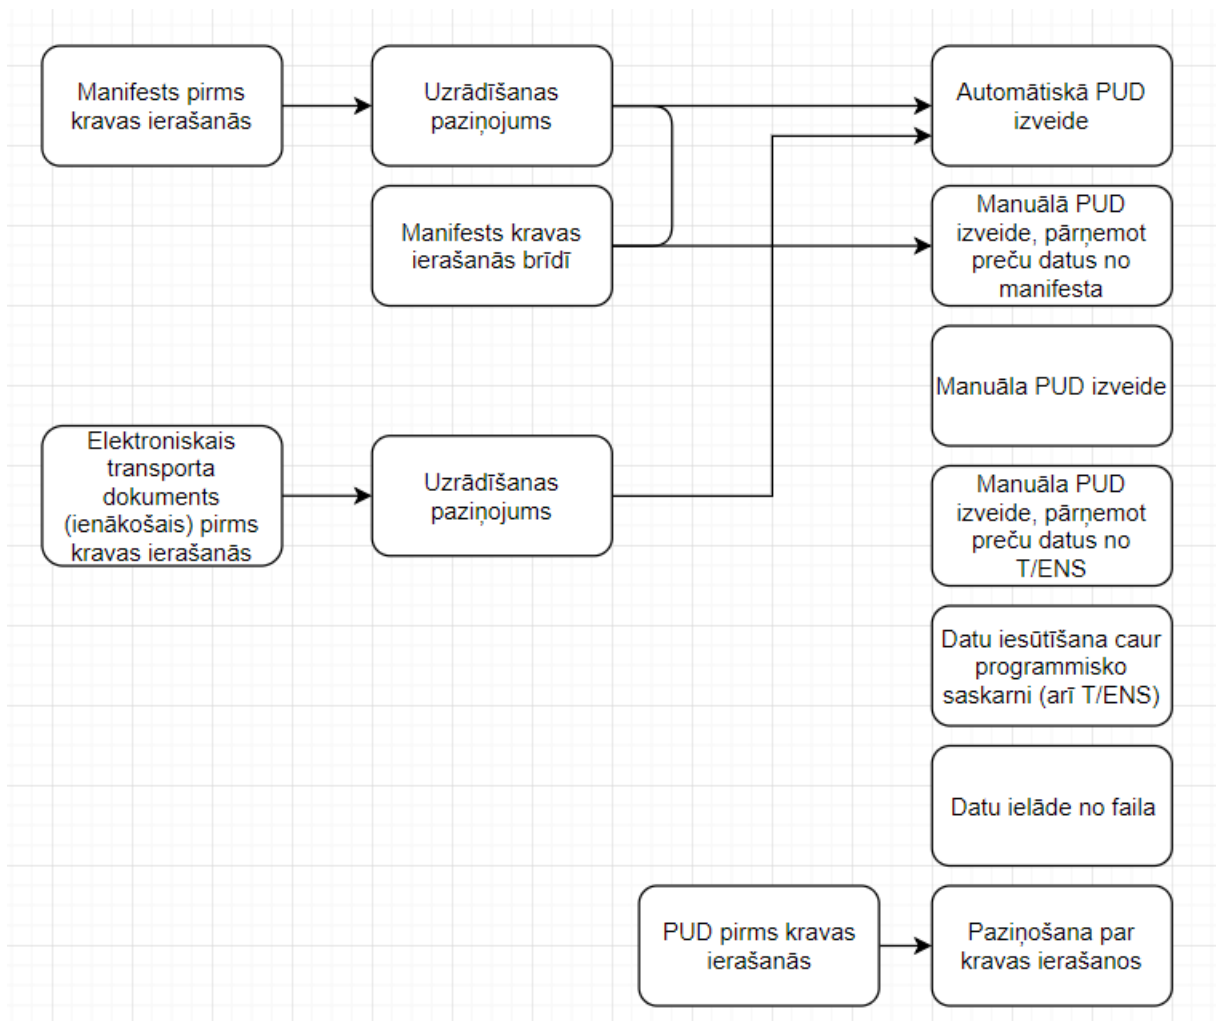 Manifests pirms
kravas ierašanās
Uzrādīšanas
paziņojums
Automātiskā PUD
izveide
Manifests kravas
ierašanās brīdī
Manuālā PUD
izveide, pārņemot
preču datus no
manifesta
Manuāla PUD izveide
Elektroniskais
transporta
dokuments
(ienākošais) pirms
kravas ierašanās
Uzrādīšanas
paziņojums
Manuāla PUD
izveide, pārņemot
preču datus no
T/ENS
Datu iesūtīšana caur
programmisko
saskarni (arī T/ENS)
Datu ielāde no faila
PUD pirms kravas
ierašanās
Paziņošana par
kravas ierašanos